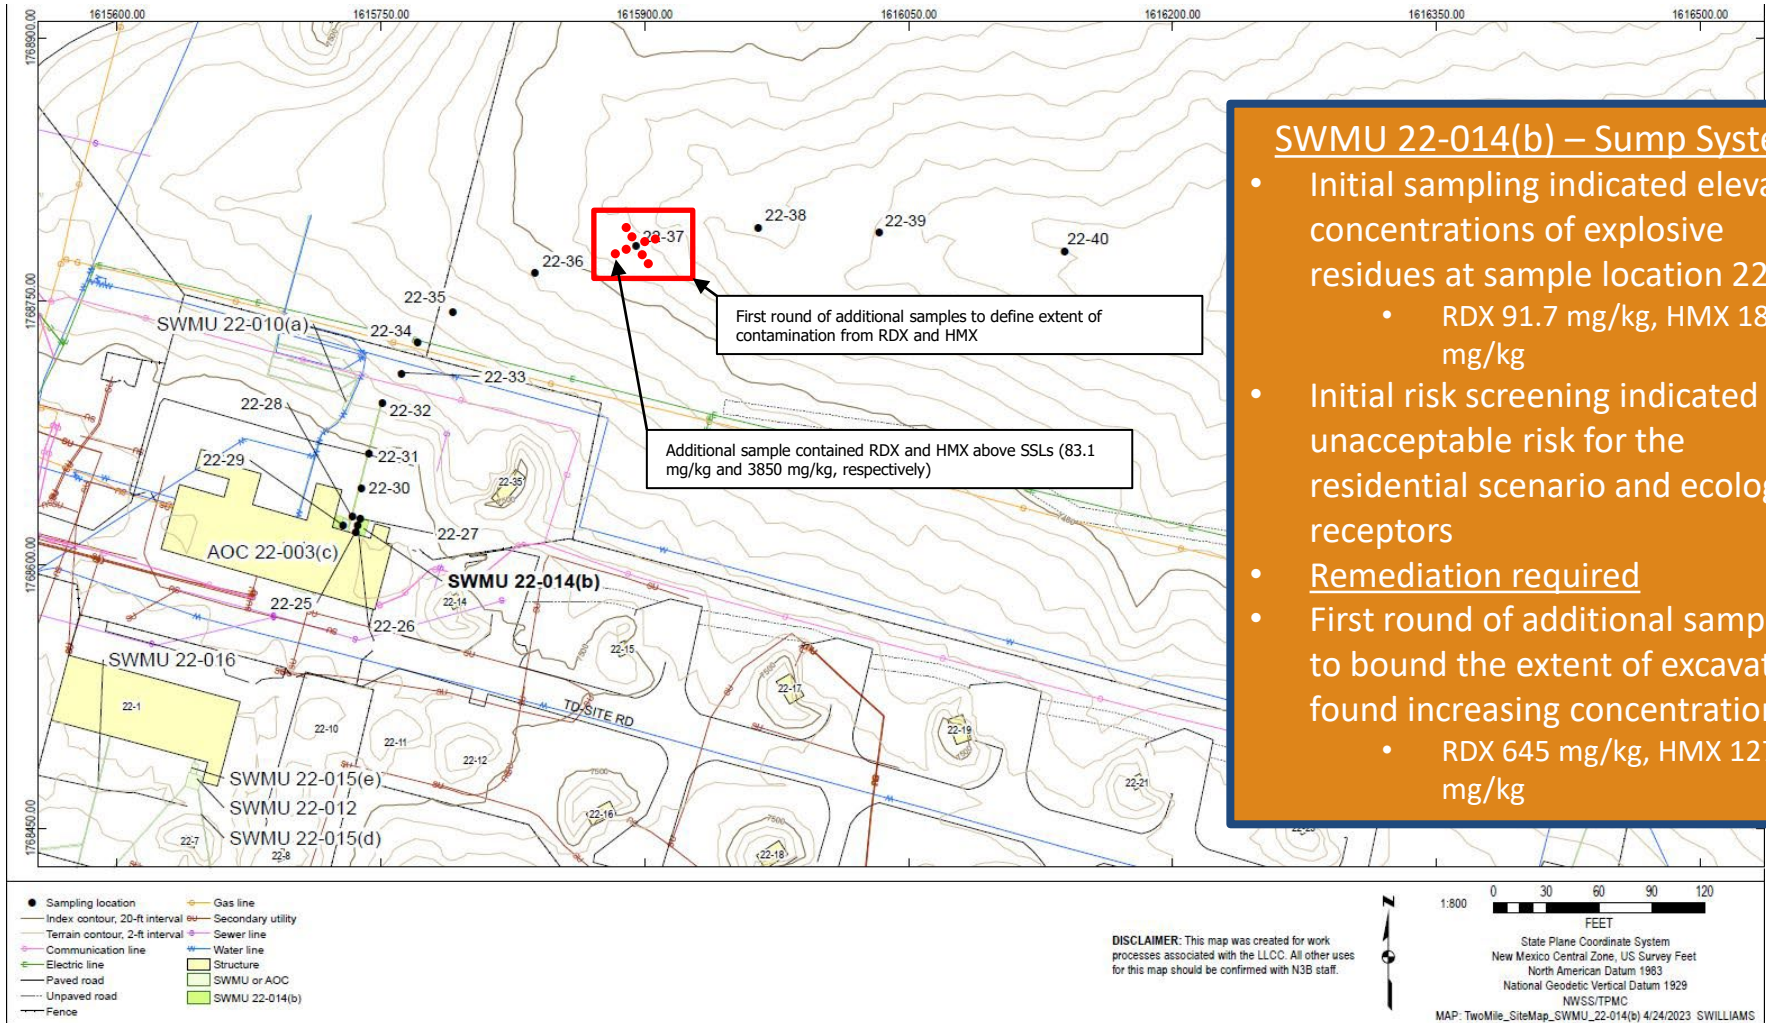 1615600.00
1615750.00
1615900.00
1616050.00
1616200.00
1616350.00
1616500.00
1768900.00
1768750.00
1768600.00
1768450.00
22-38
22-39
22-37
22-40
22-36
22-35
SWMU 22-010(a)
22-34
22-33
22-28
22-32
22-29
22-31
22-30
22-35
22-27
AOC 22-003(c)
SWMU 22-014(b)
22-25
22-14
22-26
SWMU 22-016
22-15
22-1
22-17
TD-SITE RD
22-10
22-11
22-12
22-19
22-21
SWMU 22-015(e)
SWMU 22-012
SWMU 22-015(d)
22-16
22-7
22-8
22-18
7500
7500
7500
7500
First round of additional samples to define extent of
contamination from RDX and HMX
Additional sample contained RDX and HMX above SSLs (83.1
mg/kg and 3850 mg/kg, respectively)
SWMU 22-014(b) – Sump Syste
• Initial sampling indicated eleva
concentrations of explosive
residues at sample location 22
• RDX 91.7 mg/kg, HMX 18
mg/kg
• Initial risk screening indicated
unacceptable risk for the
residential scenario and ecolog
receptors
• Remediation required
• First round of additional samp
to bound the extent of excavat
found increasing concentration
• RDX 645 mg/kg, HMX 127
mg/kg
Sampling location
Index contour, 20-ft interval
Terrain contour, 2-ft interval
Communication line
Electric line
Paved road
Unpaved road
Fence
Gas line
Secondary utility
Sewer line
Water line
Structure
SWMU or AOC
SWMU 22-014(b)
DISCLAIMER: This map was created for work
processes associated with the LLCC. All other uses
for this map should be confirmed with N3B staff.
N
1:800
0 30 60 90 120
FEET
State Plane Coordinate System
New Mexico Central Zone, US Survey Feet
North American Datum 1983
National Geodetic Vertical Datum 1929
NWSS/TPMC
MAP: TwoMile_SiteMap_SWMU_22-014(b) 4/24/2023 SWILLIAMS